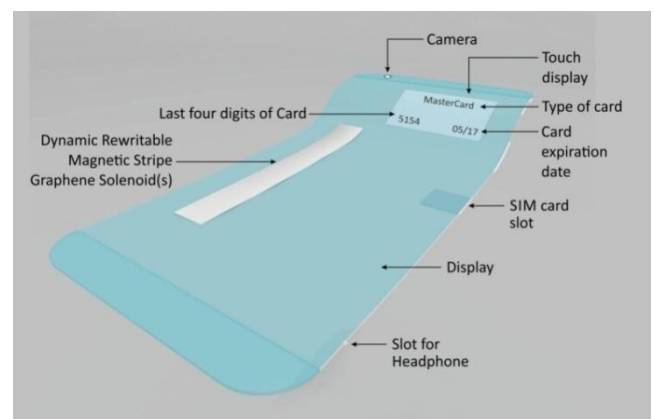 Camera
Touch
display
MasterCard
Type of card
Last four digits of Card
5154
05/17
Card
expiration
date
Dynamic Rewritable
Magnetic Stripe
Graphene Solenoid(s)
SIM card
slot
Display
Slot for
Headphone